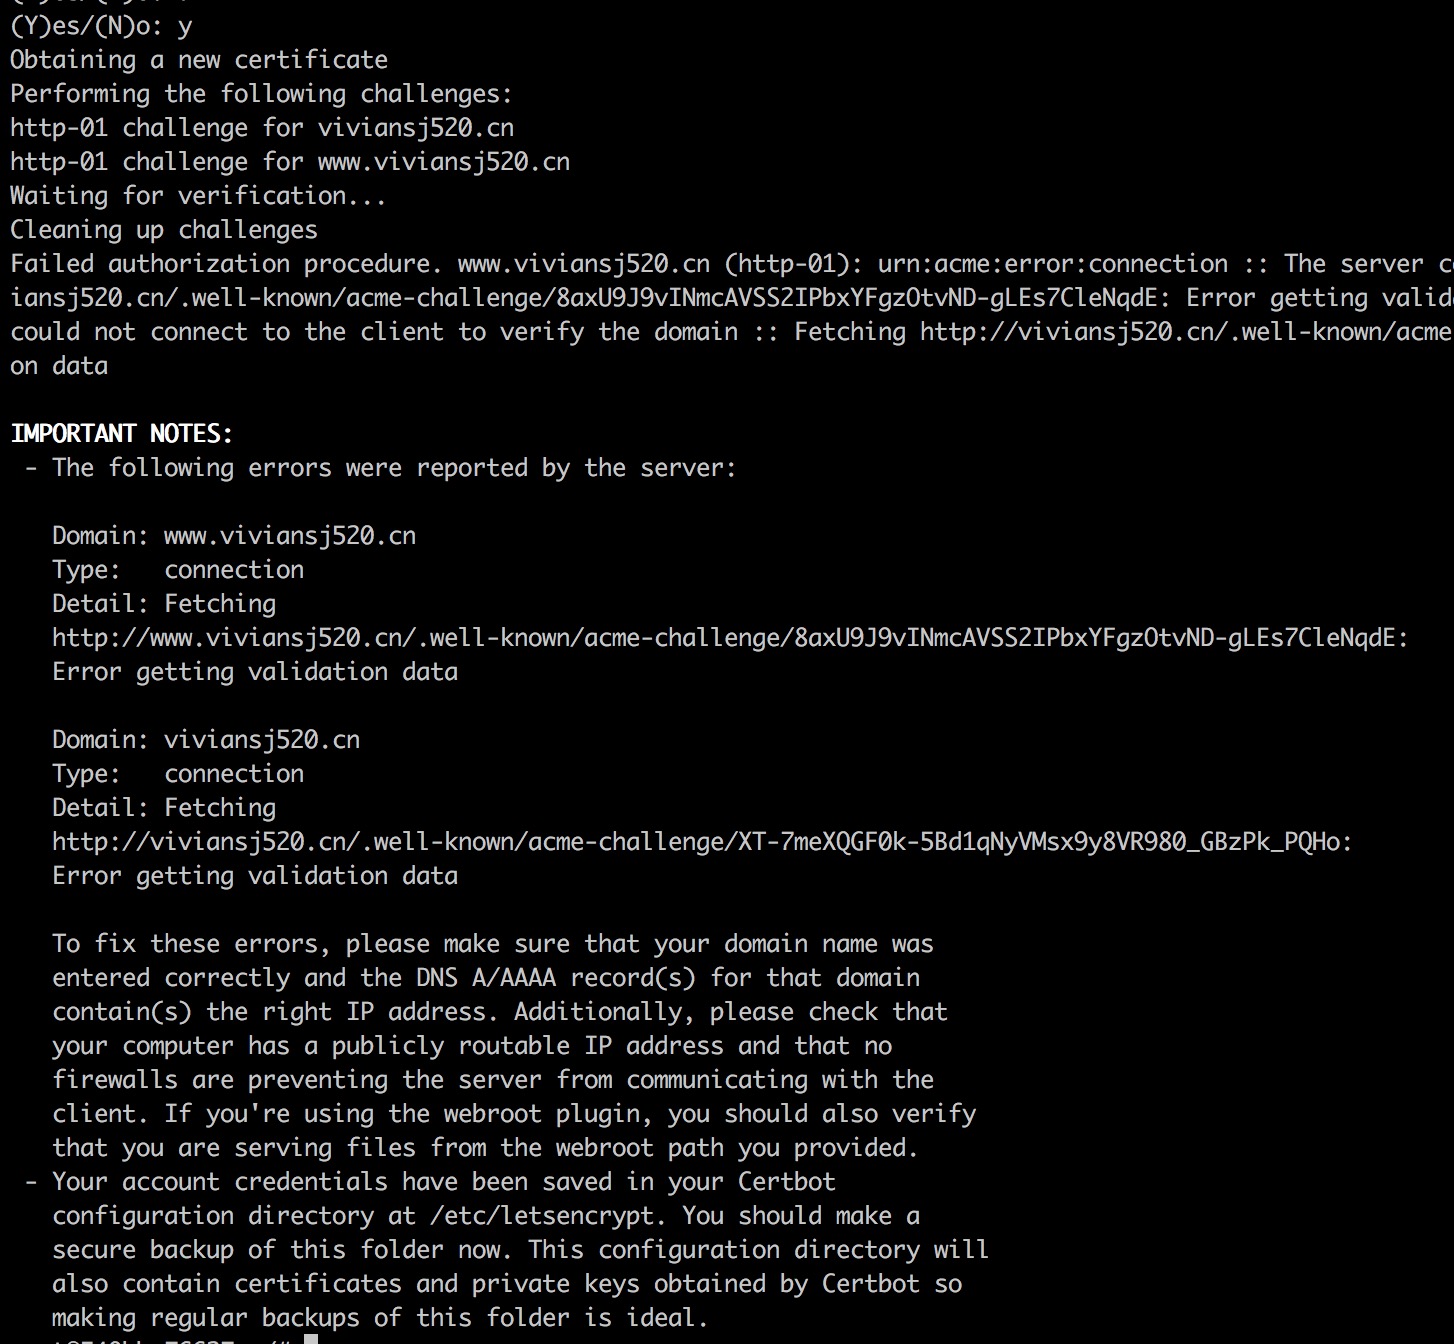 (Y)es/(N)o: y
Obtaining a new certificate
Performing the following challenges:
http-01 challenge for viviansj520.cn
http-01 challenge for www.viviansj520.cn
Waiting for verification...
Cleaning up challenges
Failed authorization procedure. www.viviansj520.cn (http-01): urn:acme:error:connection :: The server
iansj520.cn/.well-known/acme-challenge/8axU9J9vINmcAVSS2IPbxYFgzOtvND-gLEs7CleNqdE: Error getting valid
could not connect to the client to verify the domain :: Fetching http://viviansj520.cn/.well-known/acme
on data
IMPORTANT NOTES:
- The following errors were reported by the server:
Domain: www.viviansj520.cn
Type: connection
Detail: Fetching
http://www.viviansj520.cn/.well-known/acme-challenge/8axU9J9vINmcAVSS2IPbxYFgzOtvND-gLEs7CleNqdE:
Error getting validation data
Domain: viviansj520.cn
Type: connection
Detail: Fetching
http://viviansj520.cn/.well-known/acme-challenge/XT-7meXQGF0k-5Bd1qNyVMsx9y8VR980_GBzPk_PQHo:
Error getting validation data
To fix these errors, please make sure that your domain name was
entered correctly and the DNS A/AAAA record(s) for that domain
contain(s) the right IP address. Additionally, please check that
your computer has a publicly routable IP address and that no
firewalls are preventing the server from communicating with the
client. If you're using the webroot plugin, you should also verify
that you are serving files from the webroot path you provided.
- Your account credentials have been saved in your Certbot
configuration directory at /etc/letsencrypt. You should make a
secure backup of this folder now. This configuration directory will
also contain certificates and private keys obtained by Certbot so
making regular backups of this folder is ideal.